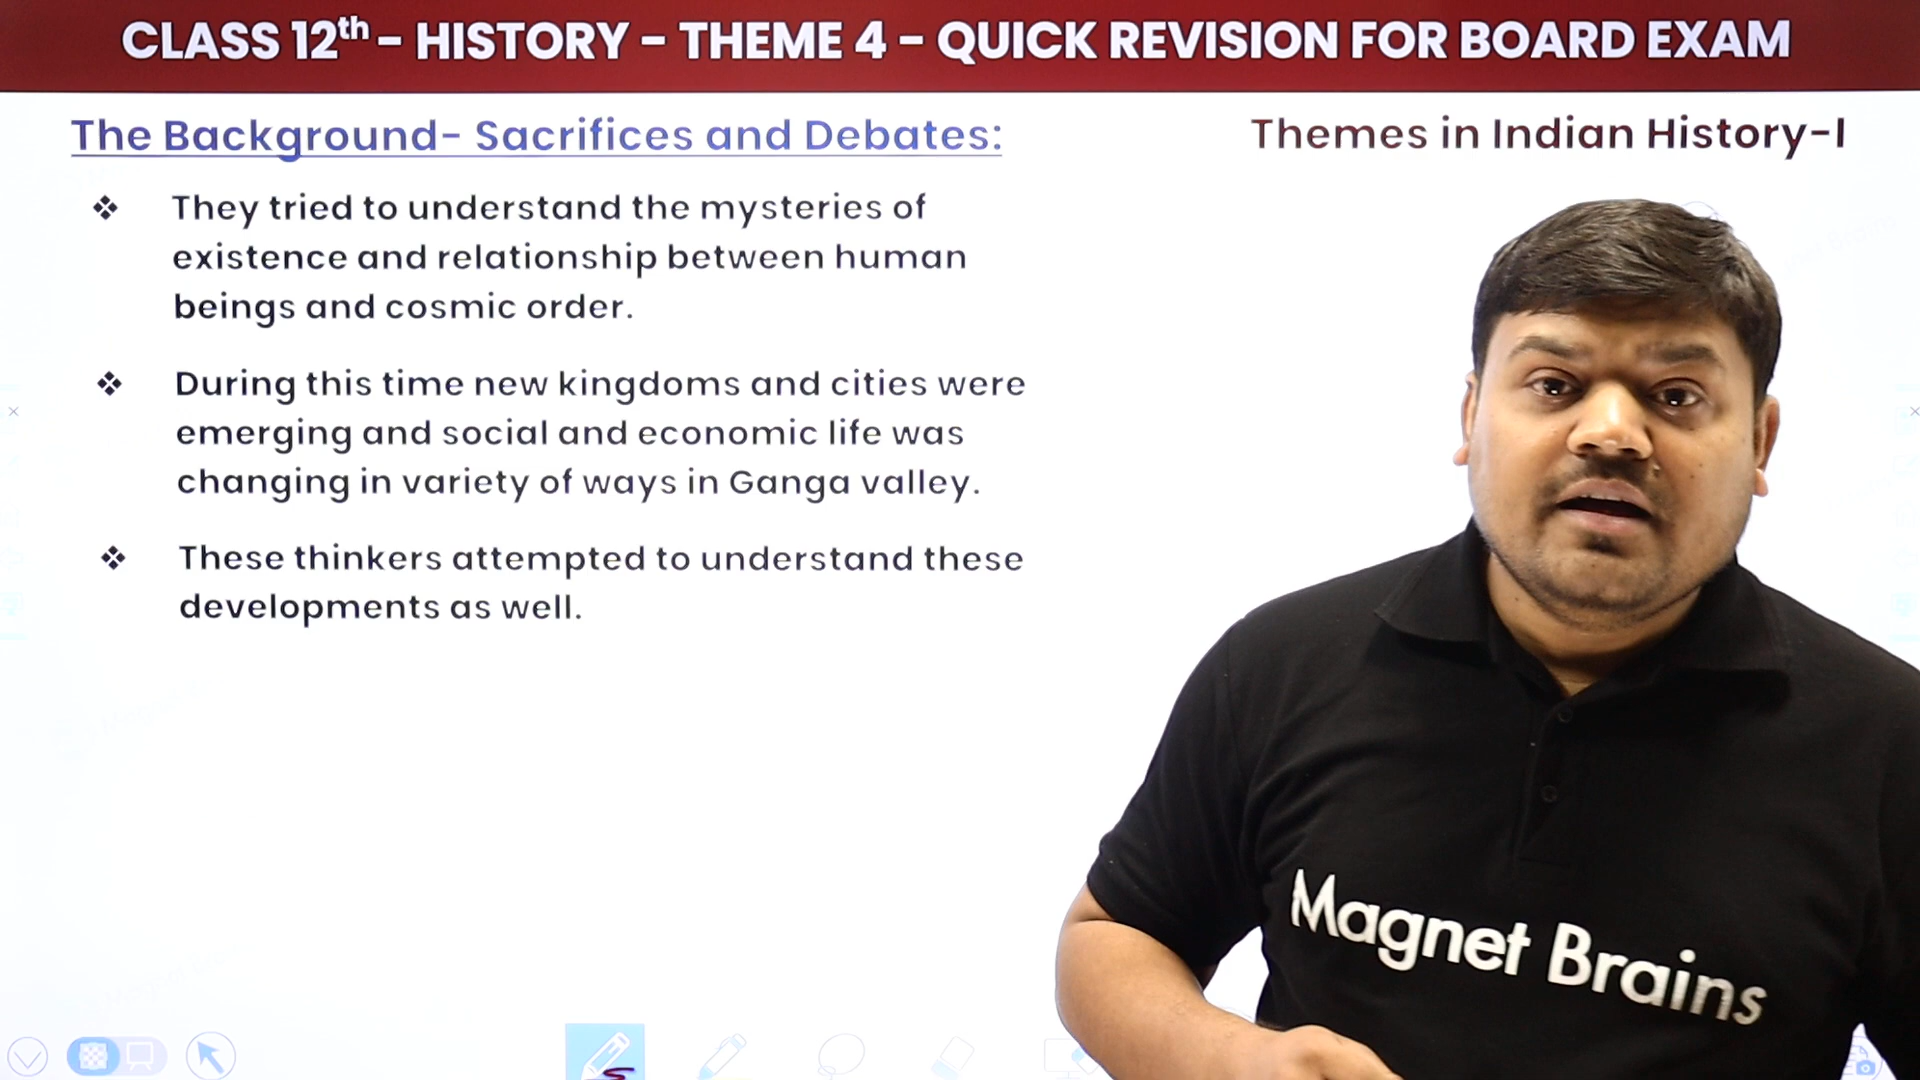 CLASS 12th - HISTORY - THEME 4 - QUICK REVISION FOR BOARD EXAM
The Background- Sacrifices and Debates:
Themes in Indian History-I
❖ They tried to understand the mysteries of
existence and relationship between human
beings and cosmic order.
❖ During this time new kingdoms and cities were
emerging and social and economic life was
changing in variety of ways in Ganga valley.
❖ These thinkers attempted to understand these
developments as well.
Magnet Brains